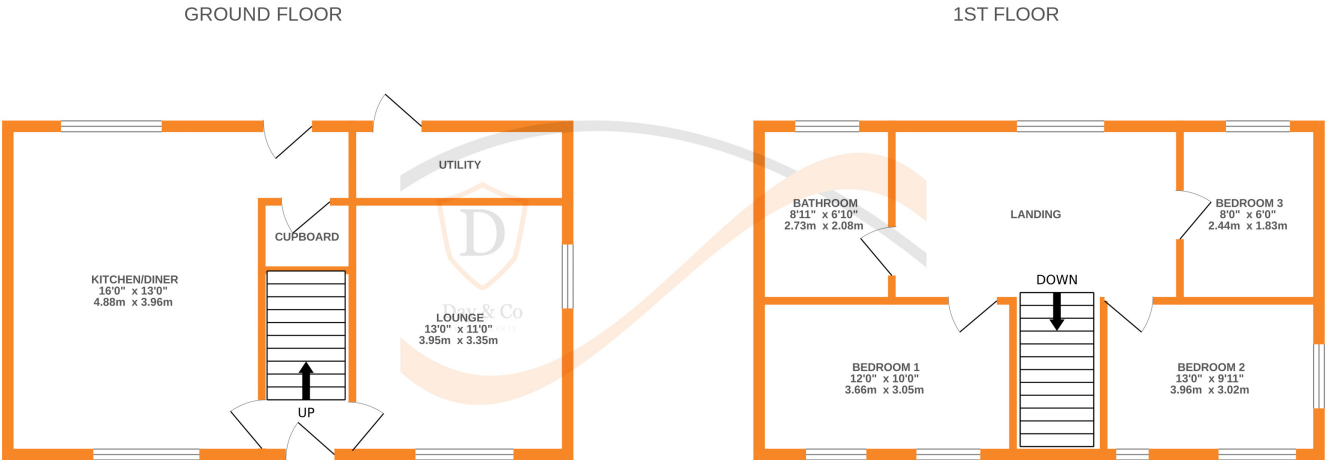 GROUND FLOOR
1ST FLOOR
UTILITY
CUPBOARD
KITCHEN/DINER
16'0" x 13'0"
4.88m x 3.96m
D
Day & Co
LOUNGE
13'0" x 11'0"
3.95m x 3.35m
UP
BATHROOM
8'11" x 6'10"
2.73m x 2.08m
LANDING
BEDROOM 3
8'0" x 6'0"
2.44m x 1.83m
DOWN
BEDROOM 1
12'0" x 10'0"
3.66m x 3.05m
BEDROOM 2
13'0" x 9'11"
3.96m x 3.02m